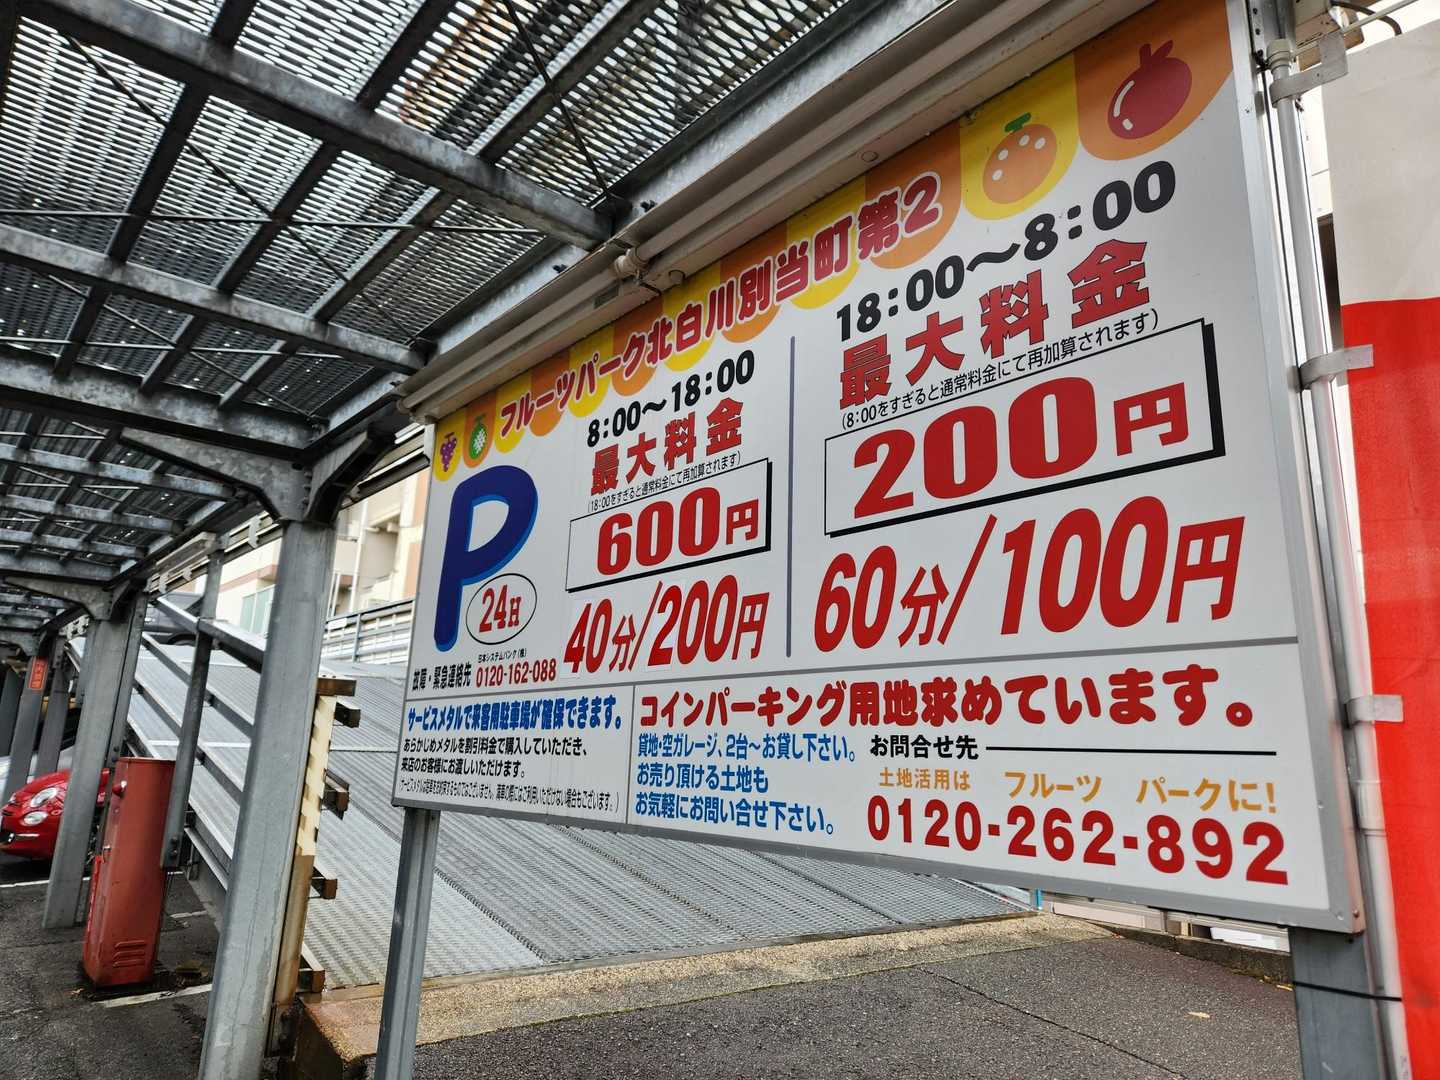 フルーツパーク北白川別当町第2
P
24H
日本システムバンク(株)
故障・緊急連絡先 0120-162-088
8:00〜18:00
最大料金
(18:00をすぎると通常料金にて再加算されます)
600円
40分/200円
18:00〜8:00
最大料金
(8:00をすぎると通常料金にて再加算されます)
200円
60分/100円
サービスメタルで来客用駐車場が確保できます。
あらかじめメタルを割引料金で購入していただき、
来店のお客様にお渡しいただけます。
コインパーキング用地求めています。
貸地・空ガレージ、2台〜お貸し下さい。
お売り頂ける土地も
お気軽にお問い合せ下さい。
お問合せ先
土地活用は フルーツ パークに!
0120-262-892